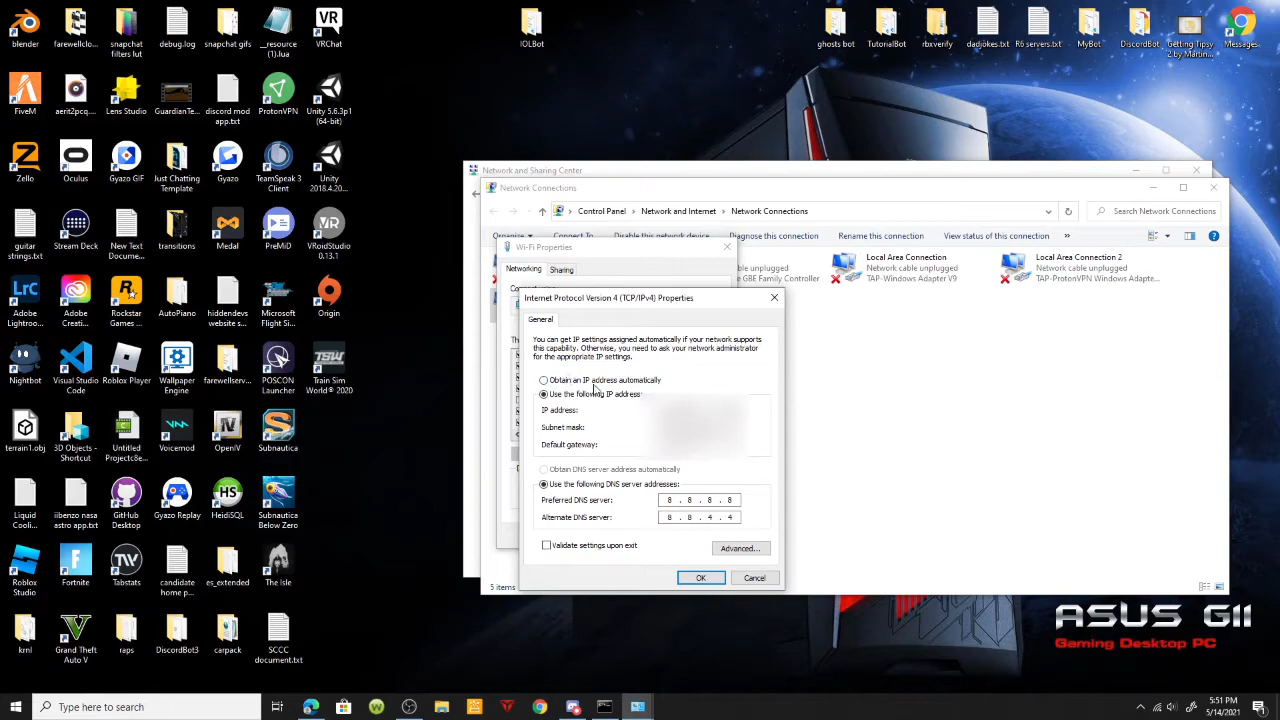 blender
farewellclo...
snapchat filters lut
debug.log
snapchat gifs
__resource (1).lua
VR
VRChat
IOLBot
ghosts bot
TutorialBot
rbxverify
dadjokes.txt
R6 servers.txt
MyBot
DiscordBot
Getting Tipsy 2 by Martin...
Messages
FiveM
aerit2pcq....
Lens Studio
GuardianTe...
discord mod app.txt
ProtonVPN
Unity 5.6.3p1 (64-bit)
Zello
Oculus
Gyazo GIF
Just Chatting Template
Gyazo
TeamSpeak 3 Client
Unity 2018.4.20...
guitar strings.txt
Stream Deck
New Text Docume...
transitions
Medal
PreMiD
VRoidStudio 0.13.1
Lrc
Adobe Lightroo...
Adobe Creati...
Rockstar Games ...
AutoPiano
hiddendevs website s...
Microsoft Flight Si...
Origin
Nightbot
Visual Studio Code
Roblox Player
Wallpaper Engine
farewellserv...
POSCON Launcher
TSW
Train Sim World® 2020
terrain1.obj
3D Objects - Shortcut
Untitled Projectc8e...
Voicemod
OpenIV
Subnautica
Liquid Cooli...
iibenzo nasa astro app.txt
GitHub Desktop
Gyazo Replay
HS
HeidiSQL
Subnautica Below Zero
Roblox Studio
Fortnite
Tabstats
candidate home p...
es_extended
The Isle
krnl
Grand Theft Auto V
raps
DiscordBot3
carpack
SCCC document.txt
Network and Sharing Center
Network Connections
Control Panel > Network and Internet > Network Connections
Search Network Connections
Organize
Connect To
Disable this network device
Diagnose this connection
Rename this connection
View status of this connection
»
Wi-Fi Properties
Networking
Sharing
able unplugged
GBE Family Controller
Local Area Connection
Network cable unplugged
TAP-Windows Adapter V9
Local Area Connection 2
Network cable unplugged
TAP-ProtonVPN Windows Adapte...
Internet Protocol Version 4 (TCP/IPv4) Properties
General
You can get IP settings assigned automatically if your network supports
this capability. Otherwise, you need to ask your network administrator
for the appropriate IP settings.
Obtain an IP address automatically
Use the following IP address:
IP address:
Subnet mask:
Default gateway:
Obtain DNS server address automatically
Use the following DNS server addresses:
Preferred DNS server: 8 . 8 . 8 . 8
Alternate DNS server: 8 . 8 . 4 . 4
Validate settings upon exit
Advanced...
OK
Cancel
5 items
ASUS G11
Gaming Desktop PC
Type here to search
5:51 PM
5/14/2021